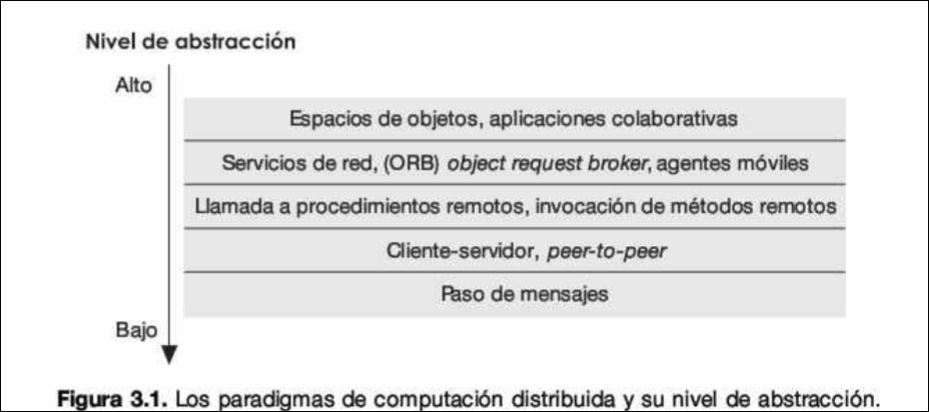 Nivel de abstracción
Alto
Espacios de objetos, aplicaciones colaborativas
Servicios de red, (ORB) object request broker, agentes móviles
Llamada a procedimientos remotos, invocación de métodos remotos
Cliente-servidor, peer-to-peer
Paso de mensajes
Bajo
Figura 3.1. Los paradigmas de computación distribuida y su nivel de abstracción.